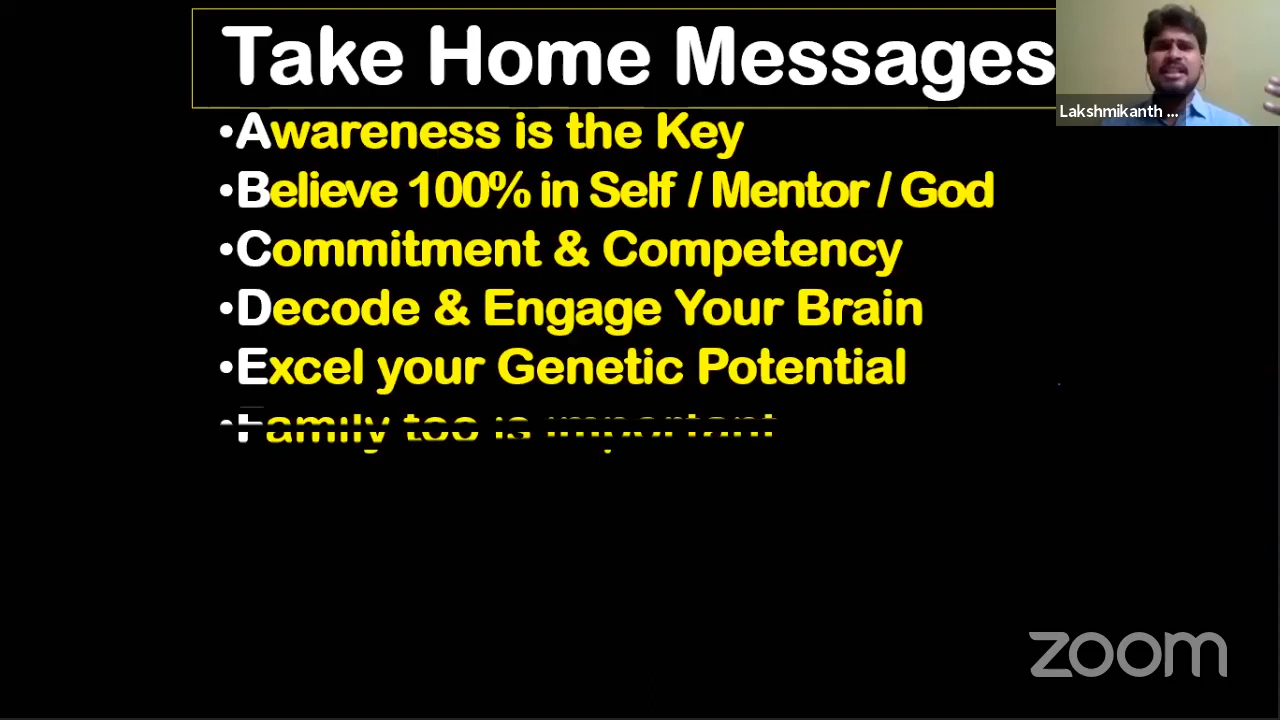 Take Home Messages
Lakshmikanth ...
•Awareness is the Key
•Believe 100% in Self / Mentor / God
•Commitment & Competency
•Decode & Engage Your Brain
•Excel your Genetic Potential
•Family too is important
zoom